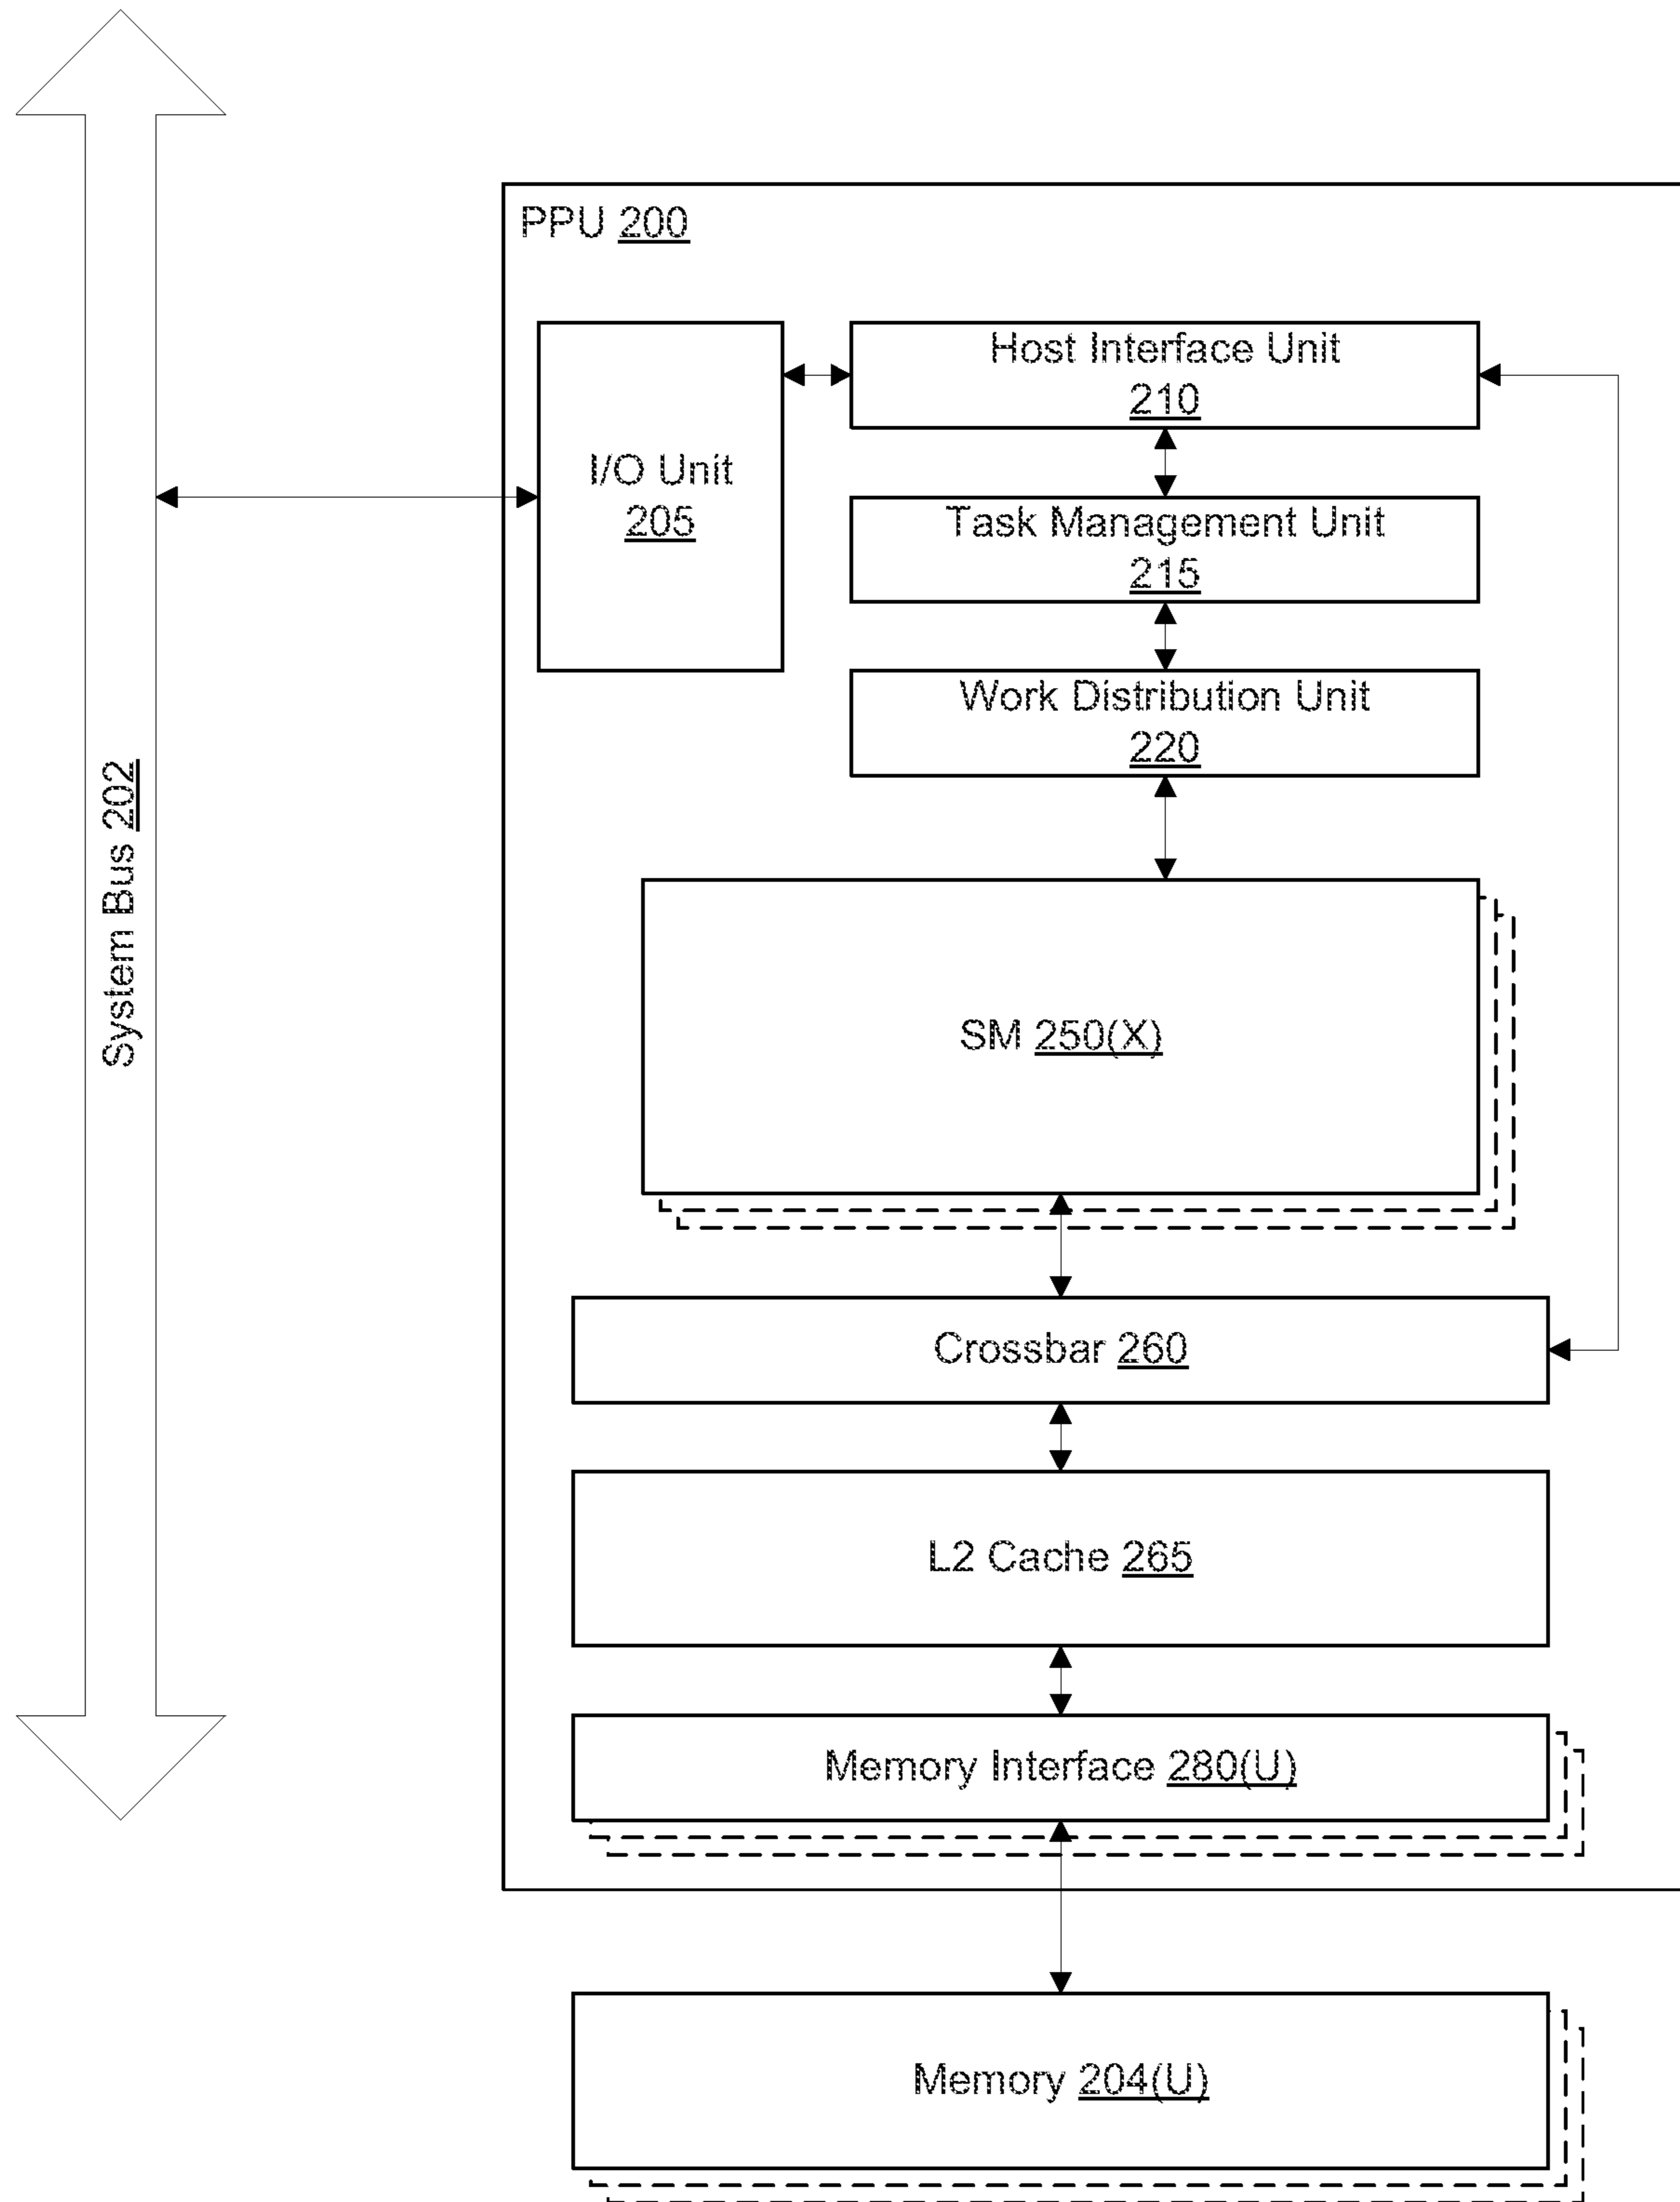 PPU 200
Host Interface Unit
210
I/O Unit
205
Task Management Unit
215
Work Distribution Unit
220
System Bus 202
SM 250(X)
Crossbar 260
L2 Cache 265
Memory Interface 280(U)
Memory 204(U)